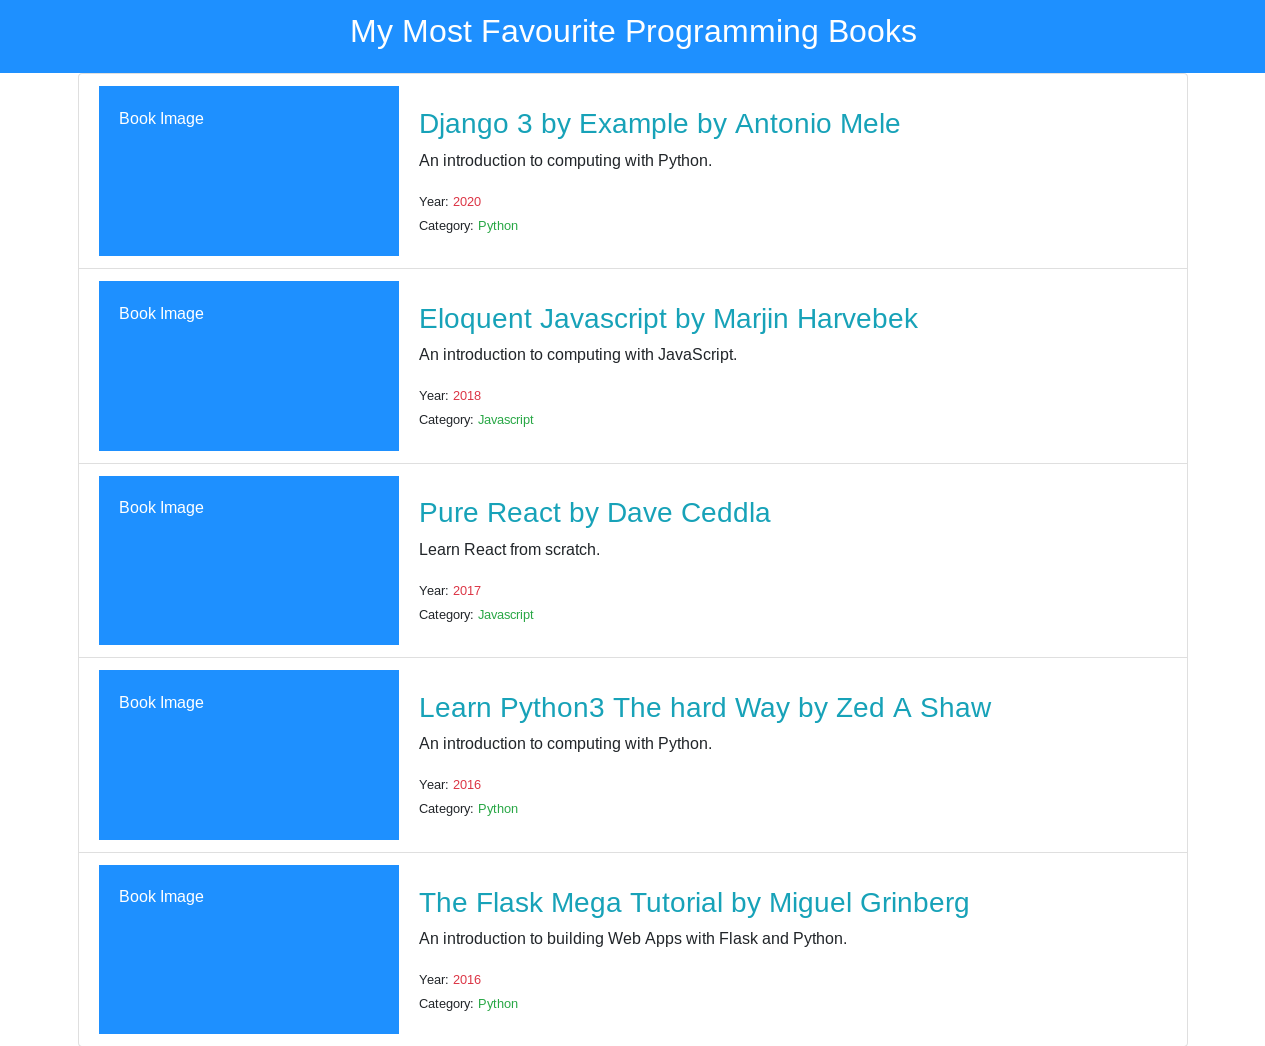 My Most Favourite Programming Books
Book Image
Django 3 by Example by Antonio Mele
An introduction to computing with Python.
Year: 2020
Category: Python
Book Image
Eloquent Javascript by Marjin Harvebek
An introduction to computing with JavaScript.
Year: 2018
Category: Javascript
Book Image
Pure React by Dave Ceddla
Learn React from scratch.
Year: 2017
Category: Javascript
Book Image
Learn Python3 The hard Way by Zed A Shaw
An introduction to computing with Python.
Year: 2016
Category: Python
Book Image
The Flask Mega Tutorial by Miguel Grinberg
An introduction to building Web Apps with Flask and Python.
Year: 2016
Category: Python